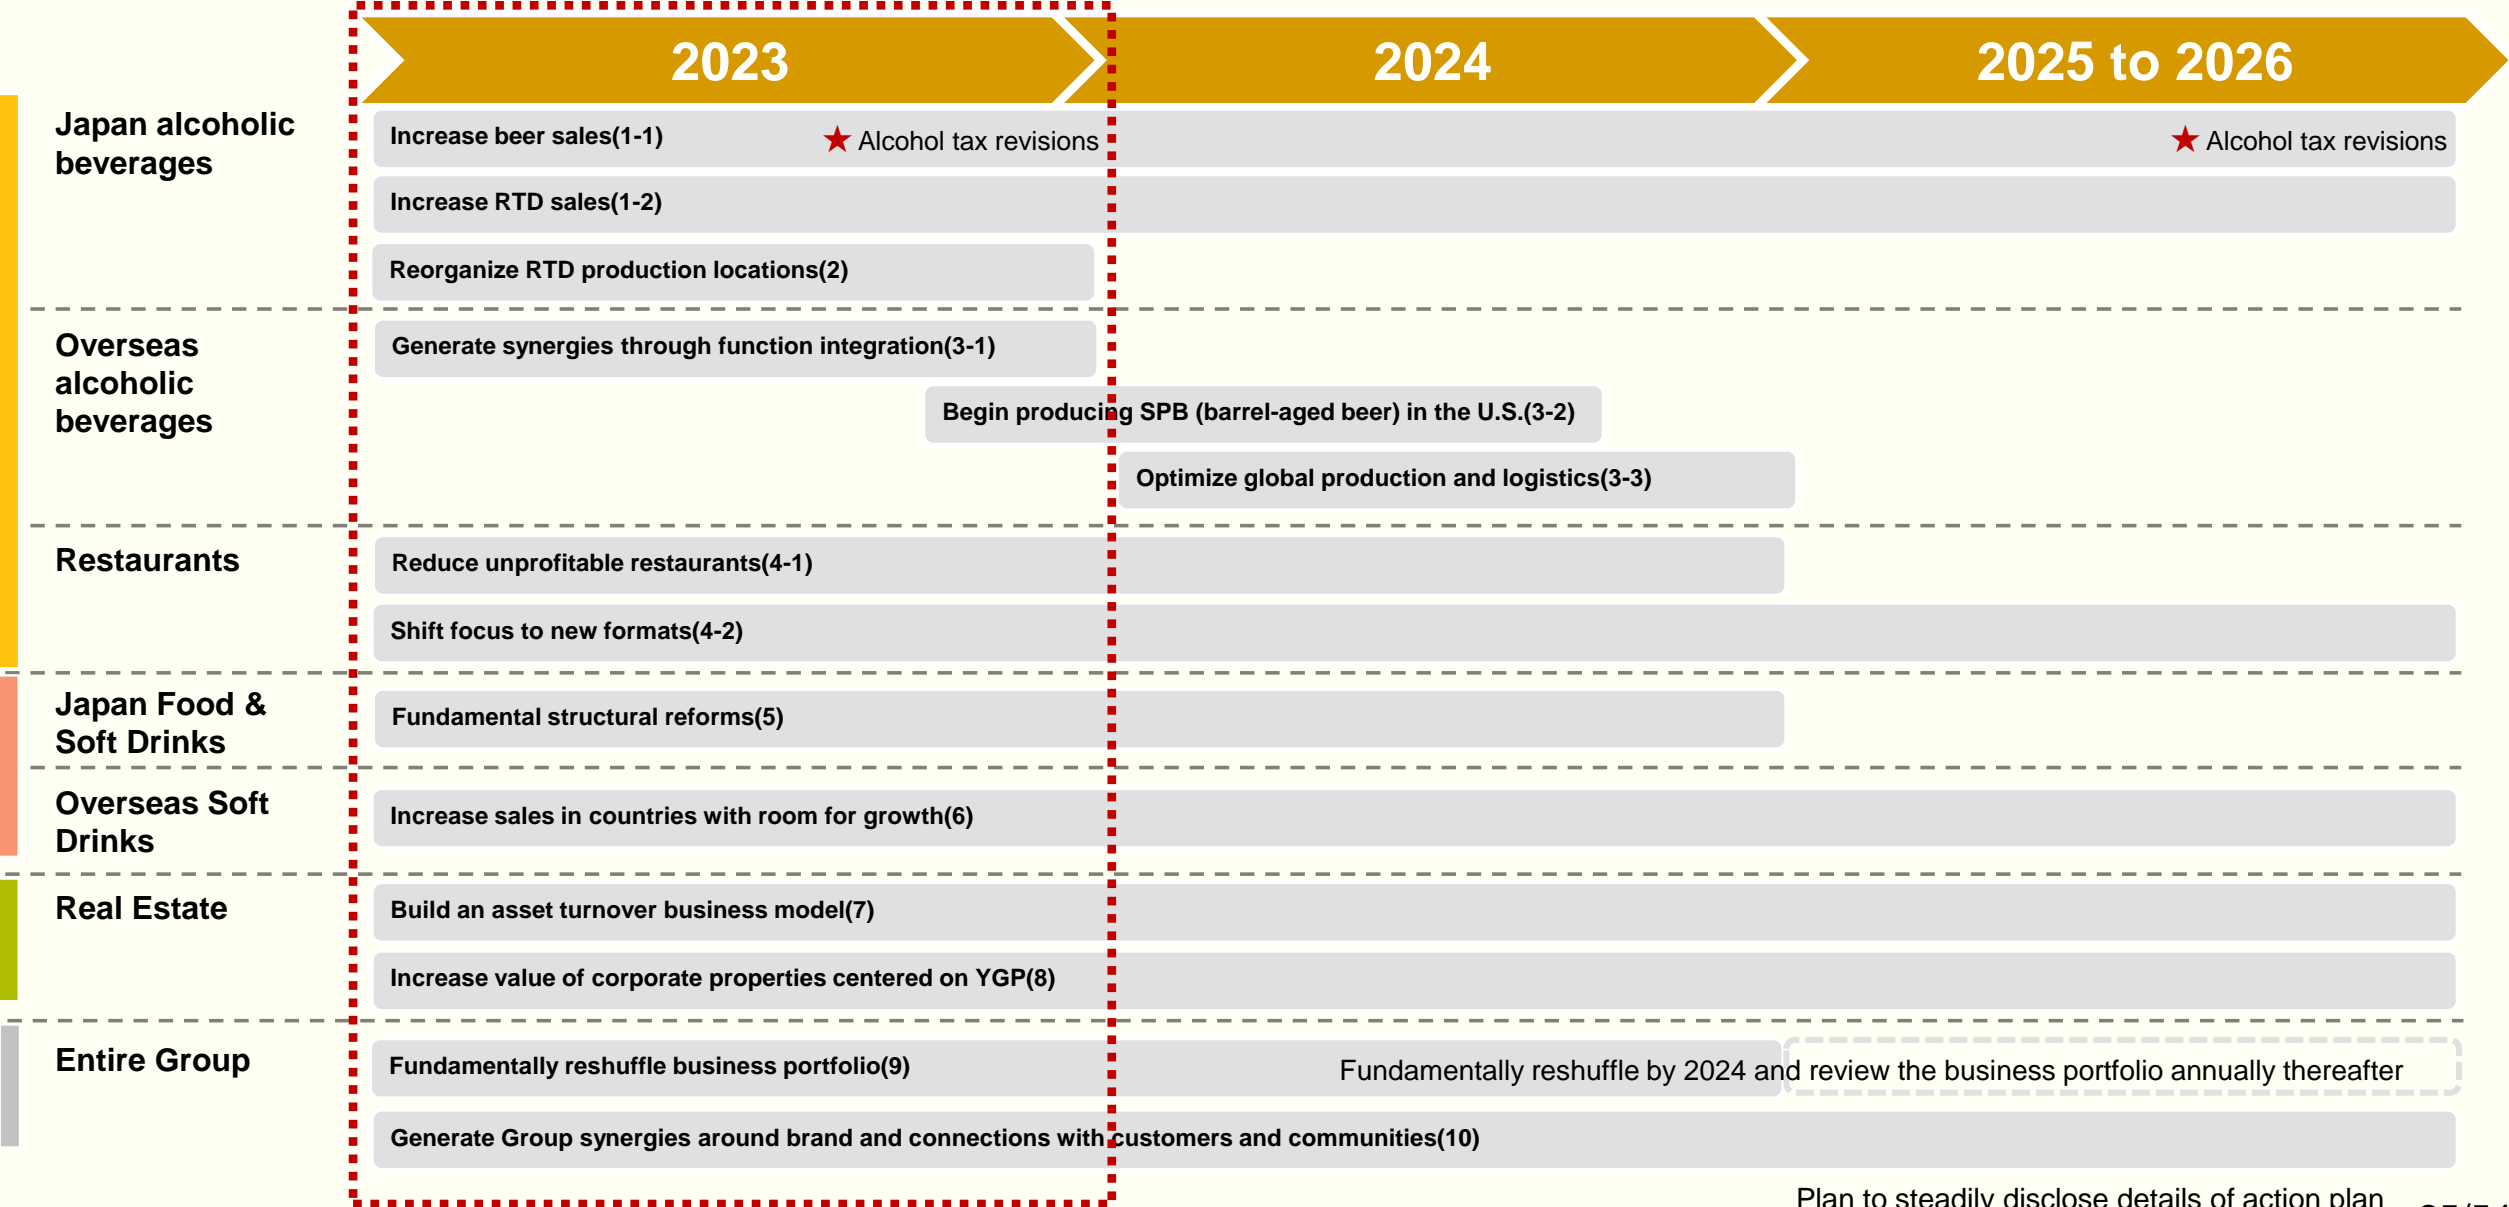 2023
2024
2025 to 2026
Japan alcoholic
beverages
Increase beer sales(1-1)
★ Alcohol tax revisions
★ Alcohol tax revisions
Increase RTD sales(1-2)
Reorganize RTD production locations(2)
Overseas
alcoholic
beverages
Generate synergies through function integration(3-1)
Begin producing SPB (barrel-aged beer) in the U.S.(3-2)
Optimize global production and logistics(3-3)
Restaurants
Reduce unprofitable restaurants(4-1)
Shift focus to new formats(4-2)
Japan Food &
Soft Drinks
Fundamental structural reforms(5)
Overseas Soft
Drinks
Increase sales in countries with room for growth(6)
Real Estate
Build an asset turnover business model(7)
Increase value of corporate properties centered on YGP(8)
Entire Group
Fundamentally reshuffle business portfolio(9)
Fundamentally reshuffle by 2024 and review the business portfolio annually thereafter
Generate Group synergies around brand and connections with customers and communities(10)
Plan to steadily disclose details of action plan